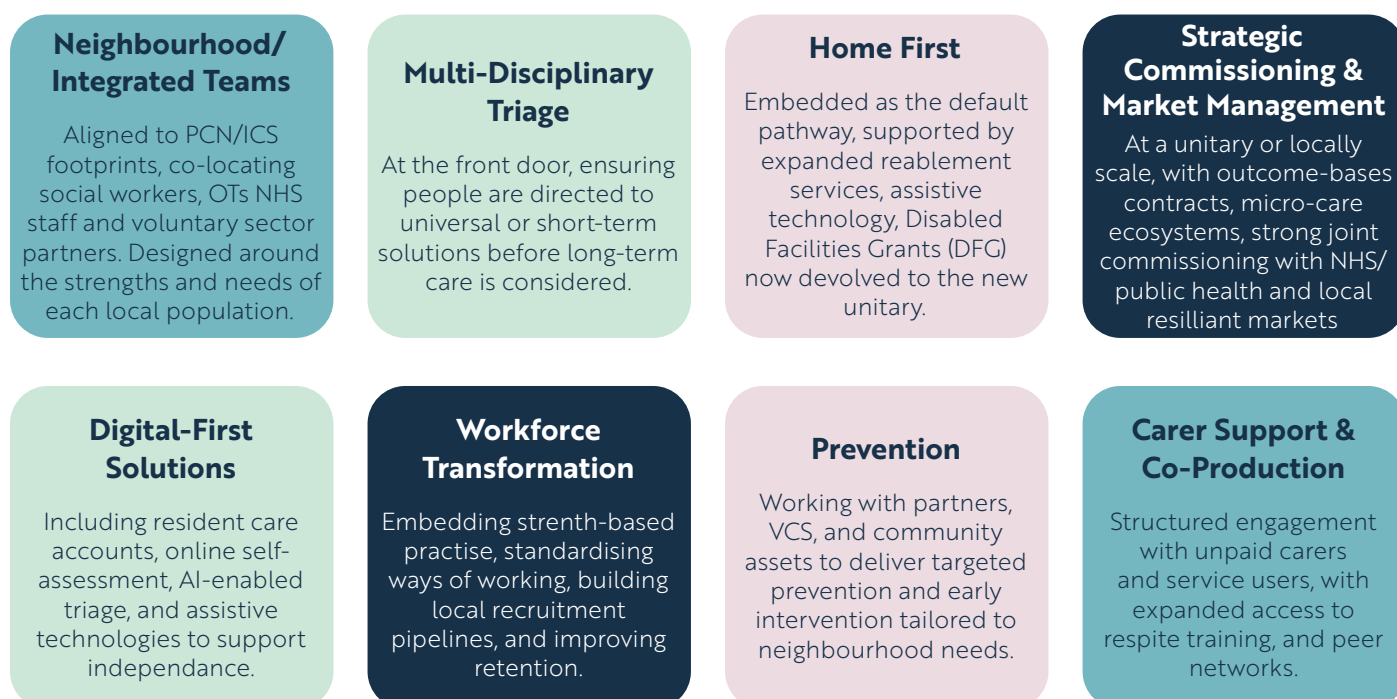 Neighbourhood/
Integrated Teams
Aligned to PCN/ICS
footprints, co-locating
social workers, OTs NHS
staff and voluntary sector
partners. Designed around
the strengths and needs of
each local population.
Multi-Disciplinary
Triage
At the front door, ensuring
people are directed to
universal or short-term
solutions before long-term
care is considered.
Home First
Embedded as the default
pathway, supported by
expanded reablement
services, assistive
technology, Disabled
Facilities Grants (DFG)
now devolved to the new
unitary.
Strategic
Commissioning &
Market Management
At a unitary or locally
scale, with outcome-bases
contracts, micro-care
ecosystems, strong joint
commissioning with NHS/
public health and local
resilliant markets
Digital-First
Solutions
Including resident care
accounts, online self-
assessment, AI-enabled
triage, and assistive
technologies to support
independance.
Workforce
Transformation
Embedding strenth-based
practise, standardising
ways of working, building
local recruitment
pipelines, and improving
retention.
Prevention
Working with partners,
VCS, and community
assets to deliver targeted
prevention and early
intervention tailored to
neighbourhood needs.
Carer Support &
Co-Production
Structured engagement
with unpaid carers
and service users, with
expanded access to
respite training, and peer
networks.